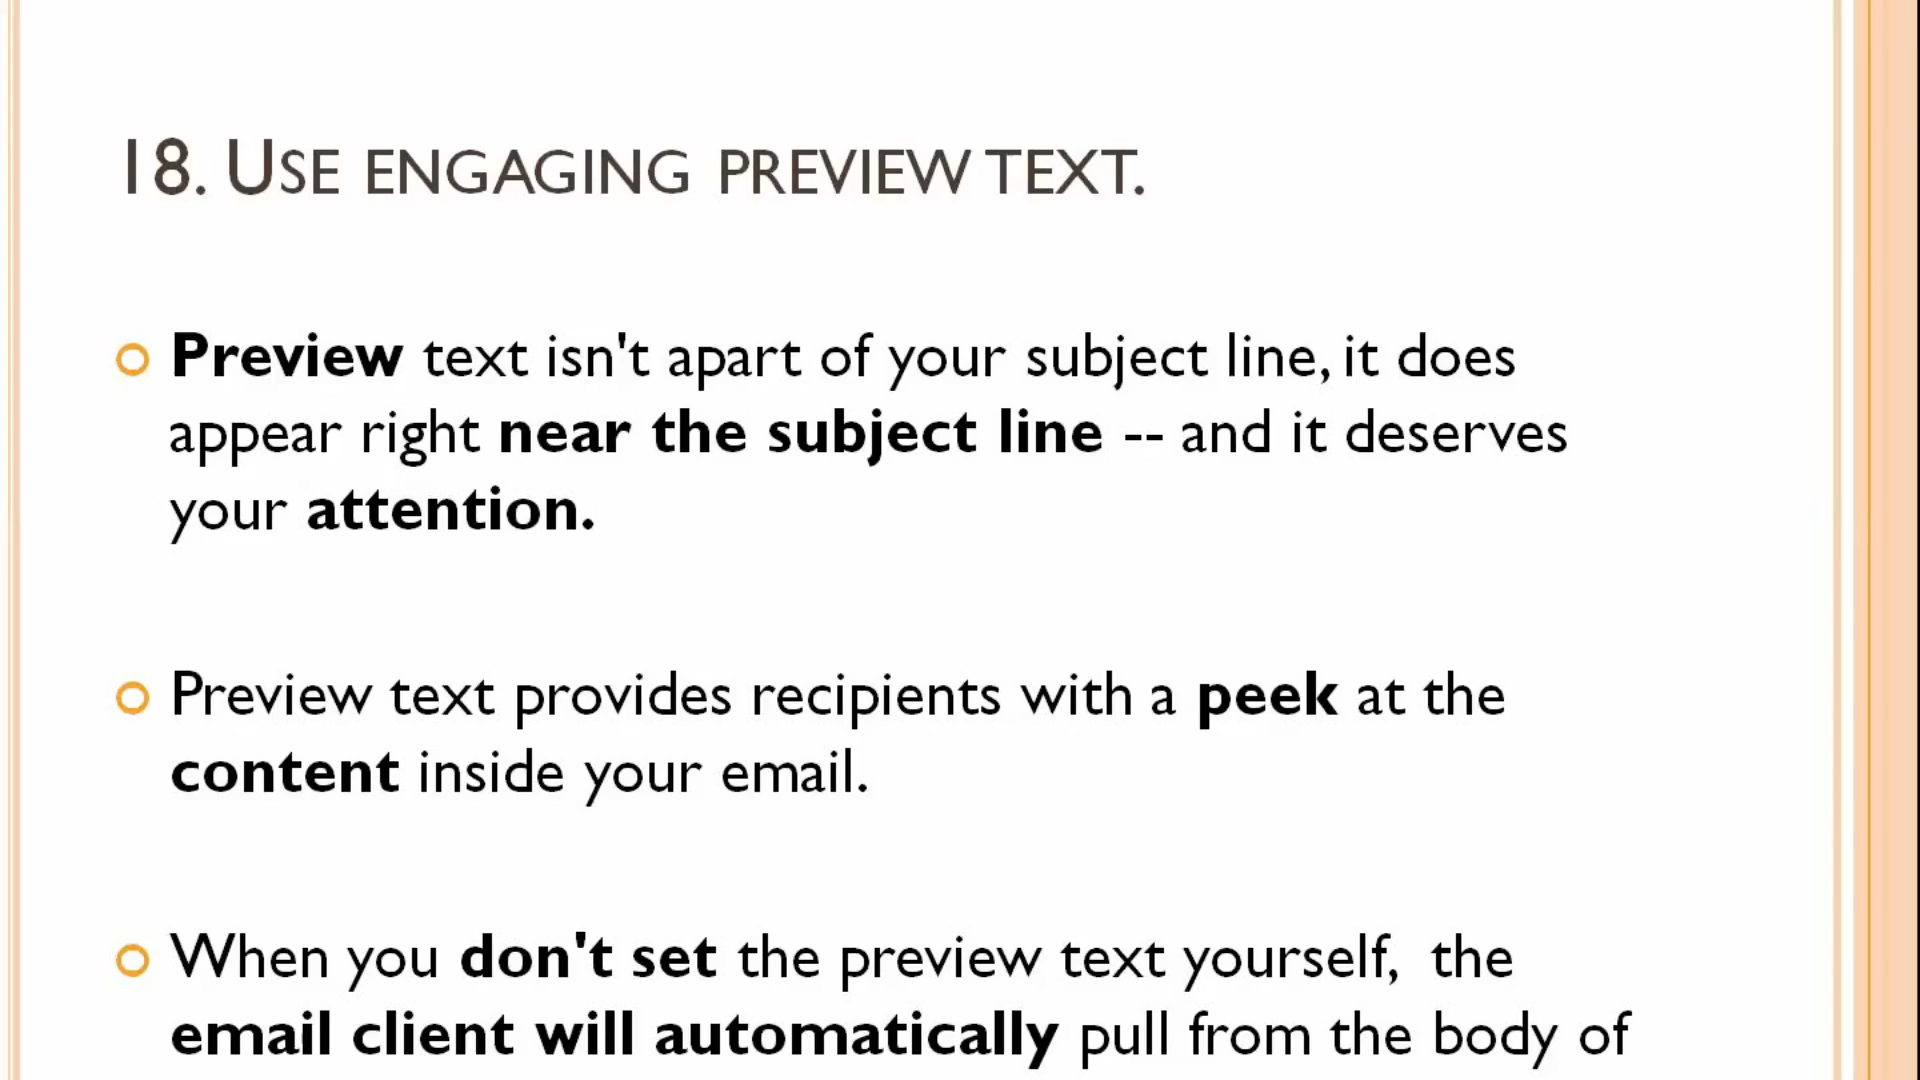 18. Use engaging preview text.
Preview text isn't apart of your subject line, it does
appear right near the subject line -- and it deserves
your attention.
Preview text provides recipients with a peek at the
content inside your email.
When you don't set the preview text yourself,  the
email client will automatically pull from the body of